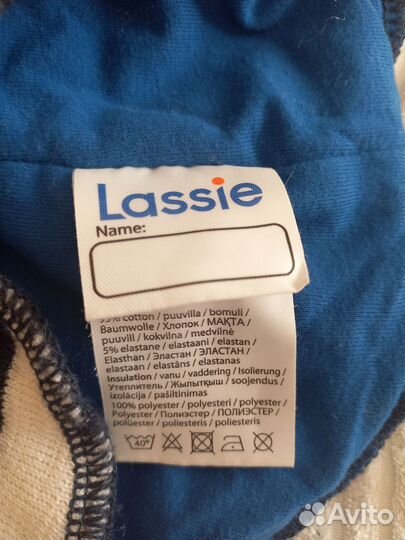 Lassie
Name:
95% cotton / puuvilla / bomull /
Baumwolle / Хлопок / МАҚТА /
puuvill / kokvilna / medvilnė
5% elastane / elastaani / elastan /
Elasthan / Эластан / ЭЛАСТАН /
elastaan / elastāns / elastanas
Insulation / vanu / vaddering / Isolierung /
Утеплитель / Жылытқыш / soojendus /
izolācija / pašiltinimas
100% polyester / polyesteri / polyester /
Polyester / Полиэстер / ПОЛИЭСТЕР /
polüester / poliesteris / poliesteris
40°
Avito